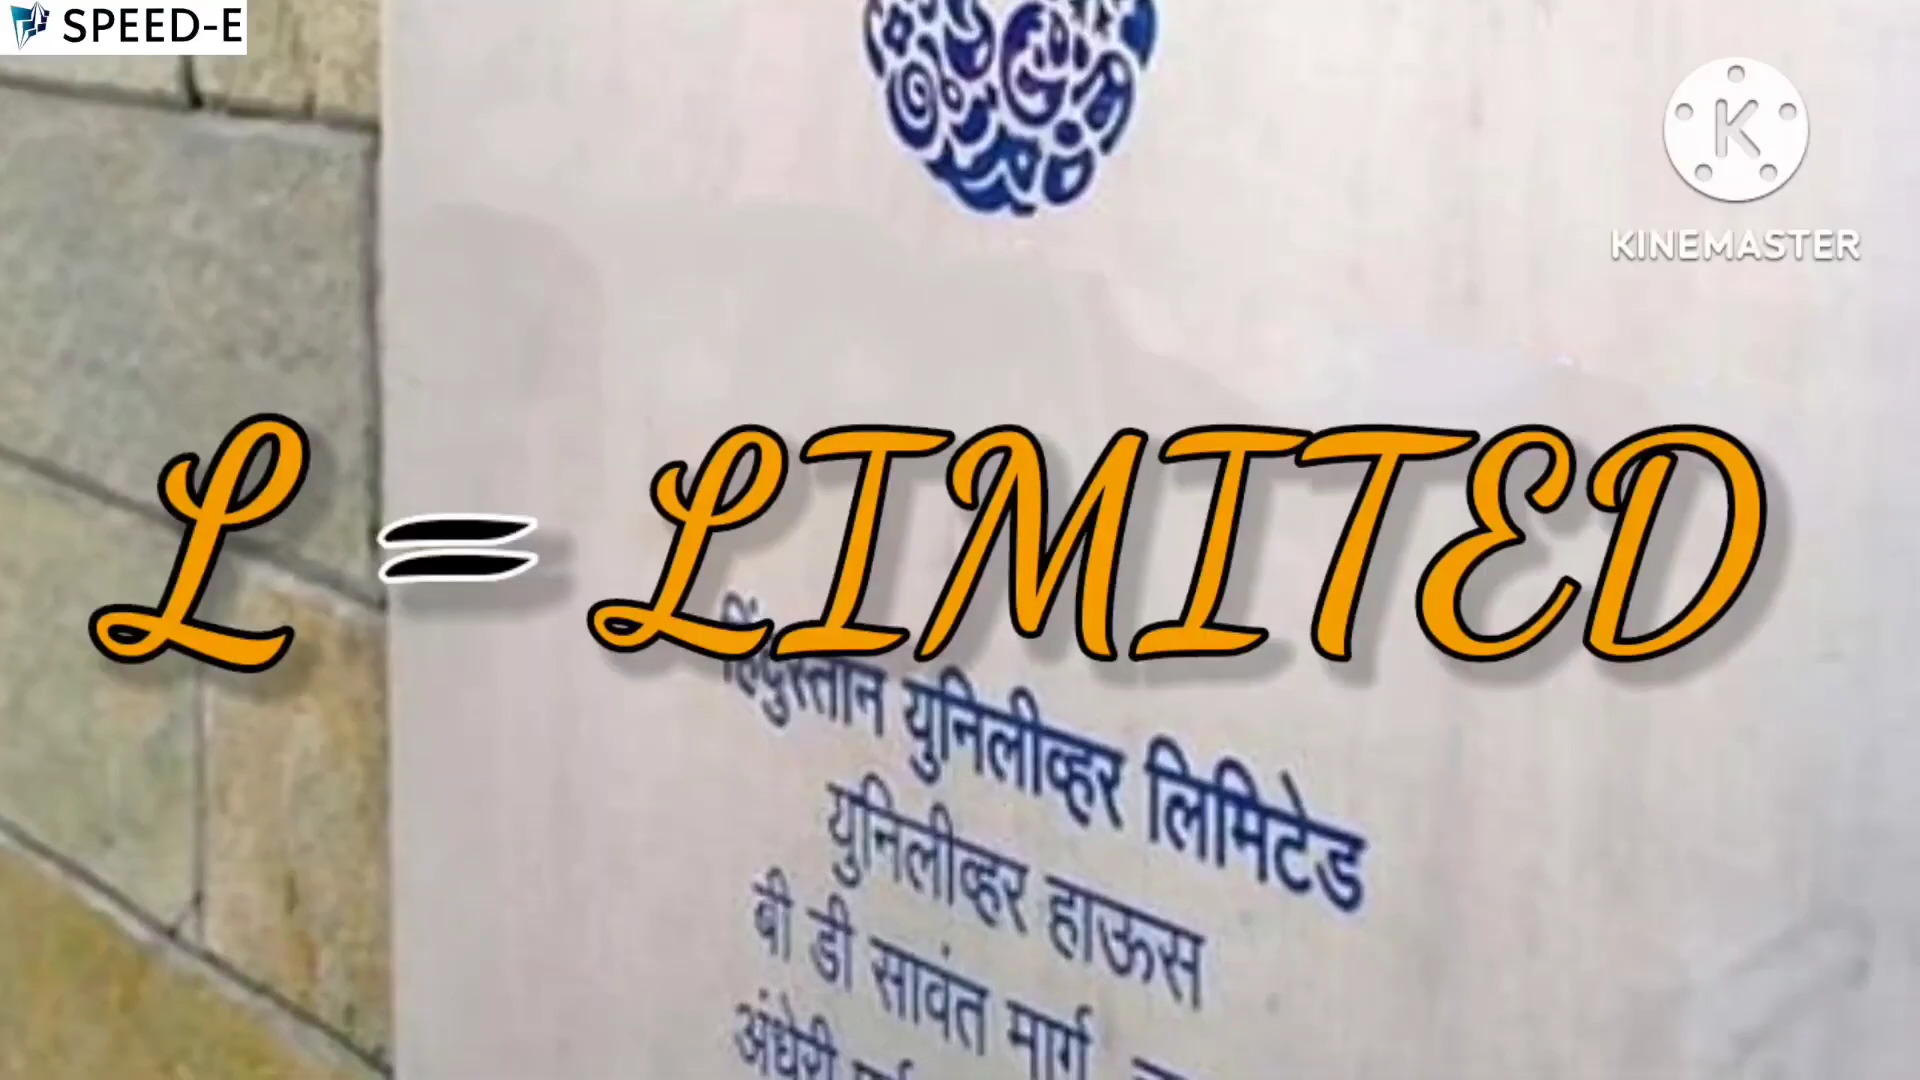 SPEED-E
K
KINEMASTER
L = LIMITED
हिंदुस्तान युनिलीव्हर लिमिटेड
युनिलीव्हर हाऊस
बी डी सावंत मार्ग
अंधेरी